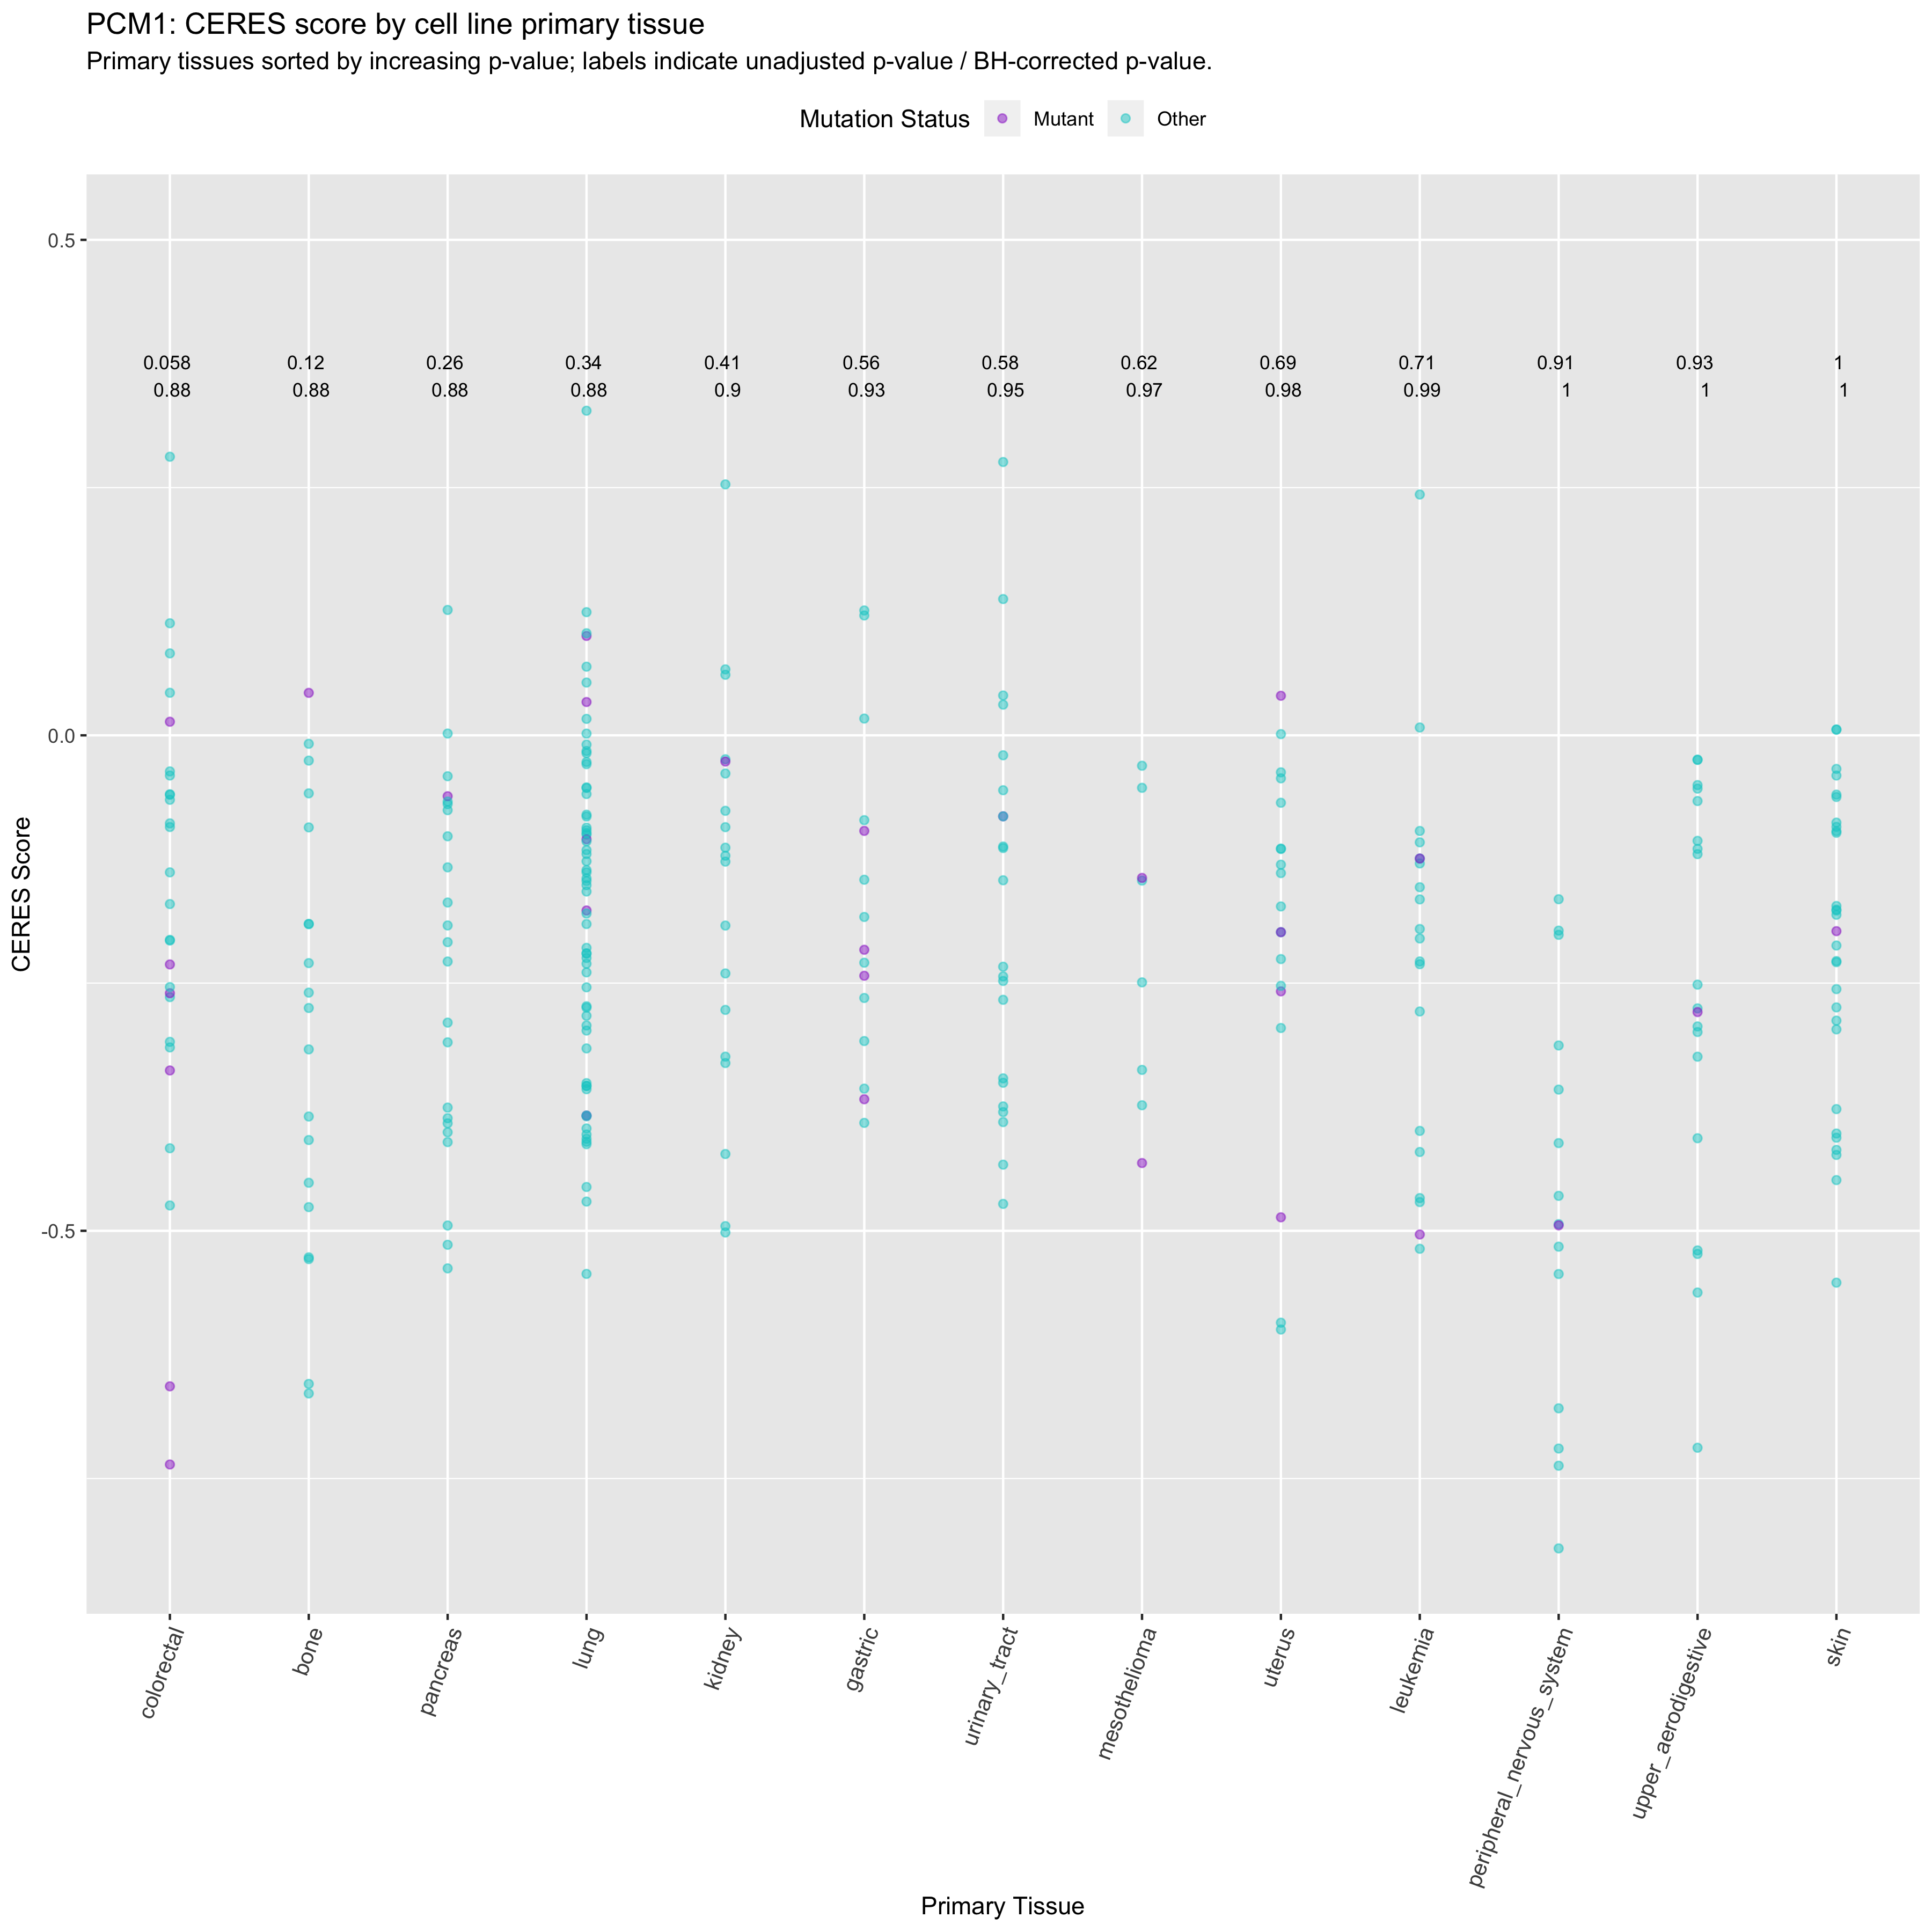 PCM1: CERES score by cell line primary tissue
Primary tissues sorted by increasing p-value; labels indicate unadjusted p-value / BH-corrected p-value.
Mutation Status Mutant Other
0.5
0.058 0.12 0.26 0.34 0.41 0.56 0.58 0.62 0.69 0.71 0.91 0.93 1
0.88 0.88 0.88 0.88 0.9 0.93 0.95 0.97 0.98 0.99 1 1 1
0.0
CERES Score
-0.5
colorectal bone pancreas lung kidney gastric urinary_tract mesothelioma uterus leukemia peripheral_nervous_system upper_aerodigestive skin
Primary Tissue